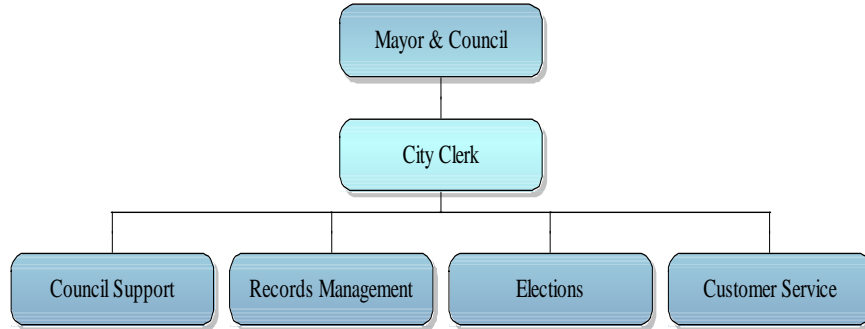 Mayor & Council
City Clerk
Council Support
Records Management
Elections
Customer Service